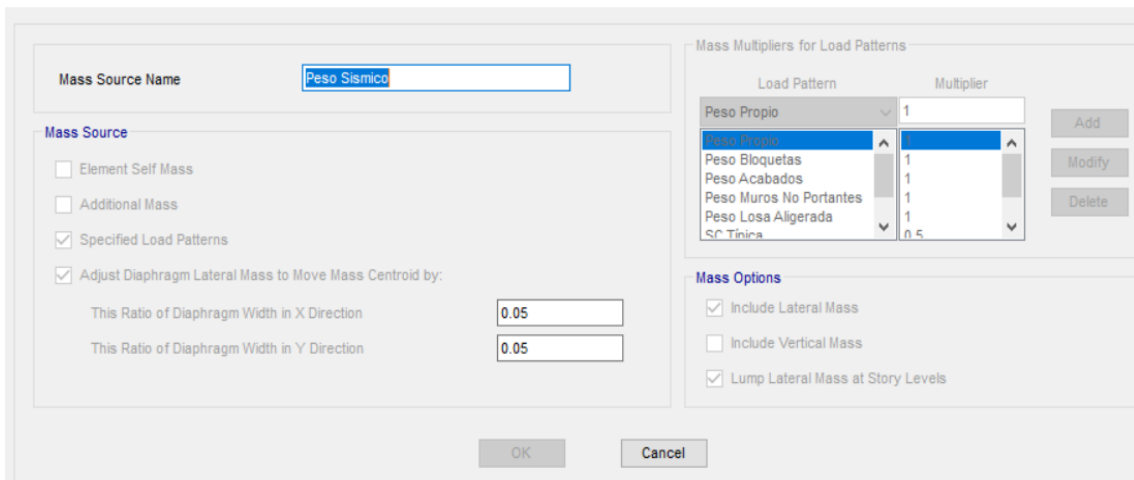 Mass Source Name
Peso Sismico
Mass Source
Element Self Mass
Additional Mass
Specified Load Patterns
Adjust Diaphragm Lateral Mass to Move Mass Centroid by:
This Ratio of Diaphragm Width in X Direction
0.05
This Ratio of Diaphragm Width in Y Direction
0.05
Mass Multipliers for Load Patterns
Load Pattern Multiplier
Peso Propio 1
Peso Propio 1
Peso Bloquetas 1
Peso Acabados 1
Peso Muros No Portantes 1
Peso Losa Aligerada 1
SC Típica 0.5
Add
Modify
Delete
Mass Options
Include Lateral Mass
Include Vertical Mass
Lump Lateral Mass at Story Levels
OK Cancel